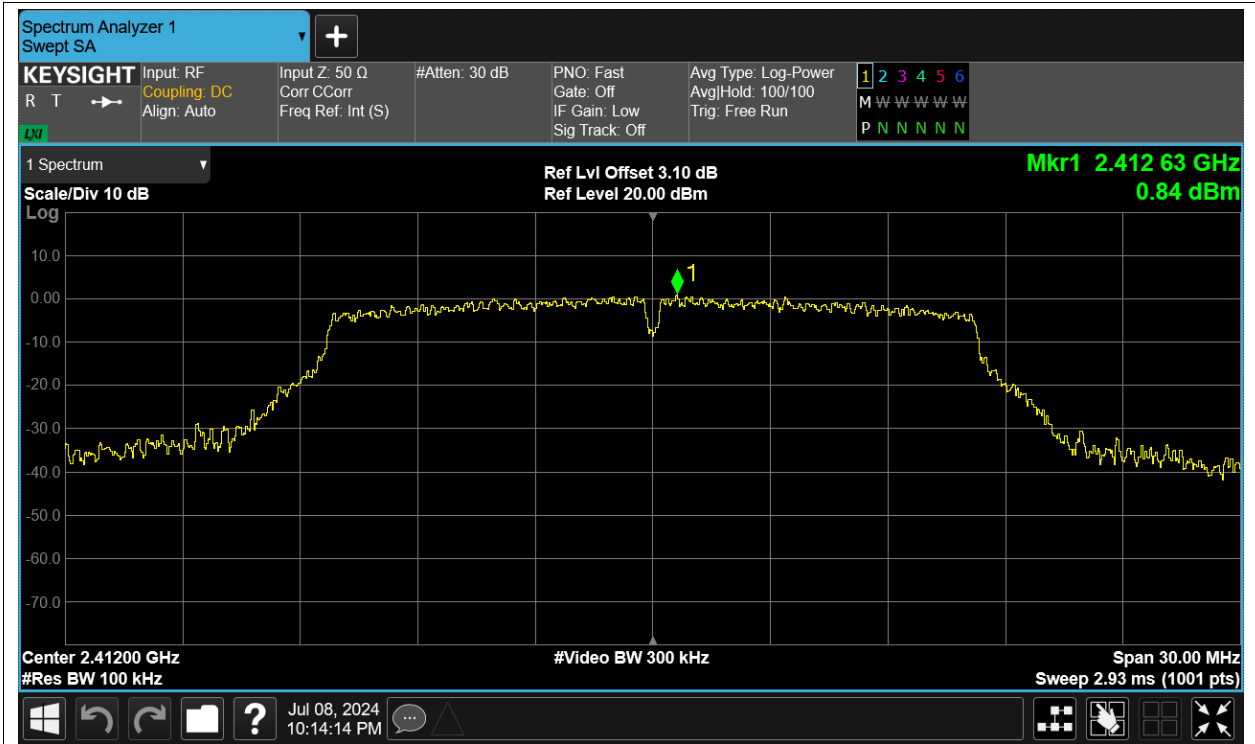 Spectrum Analyzer 1
Swept SA
KEYSIGHT
R T
LXI
Input: RF
Coupling: DC
Align: Auto
Input Z: 50 Ω
Corr CCorr
Freq Ref: Int (S)
#Atten: 30 dB
PNO: Fast
Gate: Off
IF Gain: Low
Sig Track: Off
Avg Type: Log-Power
Avg|Hold: 100/100
Trig: Free Run
1 2 3 4 5 6
M W W W W W
P N N N N N
1 Spectrum
Scale/Div 10 dB
Log
Ref Lvl Offset 3.10 dB
Ref Level 20.00 dBm
Mkr1 2.412 63 GHz
0.84 dBm
1
10.0
0.00
-10.0
-20.0
-30.0
-40.0
-50.0
-60.0
-70.0
Center 2.41200 GHz
#Res BW 100 kHz
#Video BW 300 kHz
Span 30.00 MHz
Sweep 2.93 ms (1001 pts)
?
Jul 08, 2024
10:14:14 PM